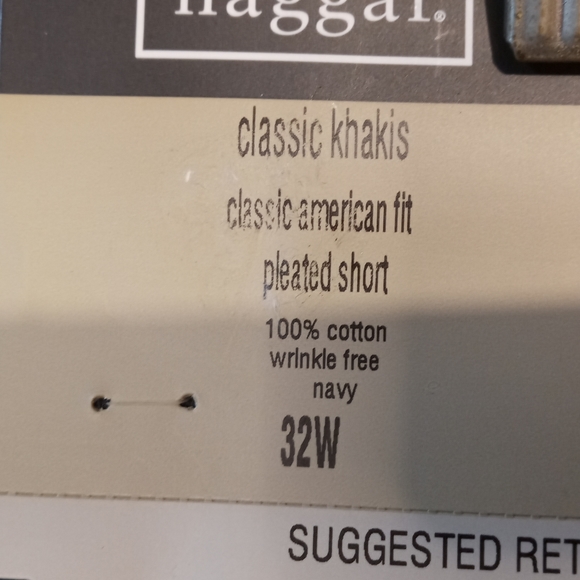 haggar®
classic khakis
classic american fit
pleated short
100% cotton
wrinkle free
navy
32W
SUGGESTED RET